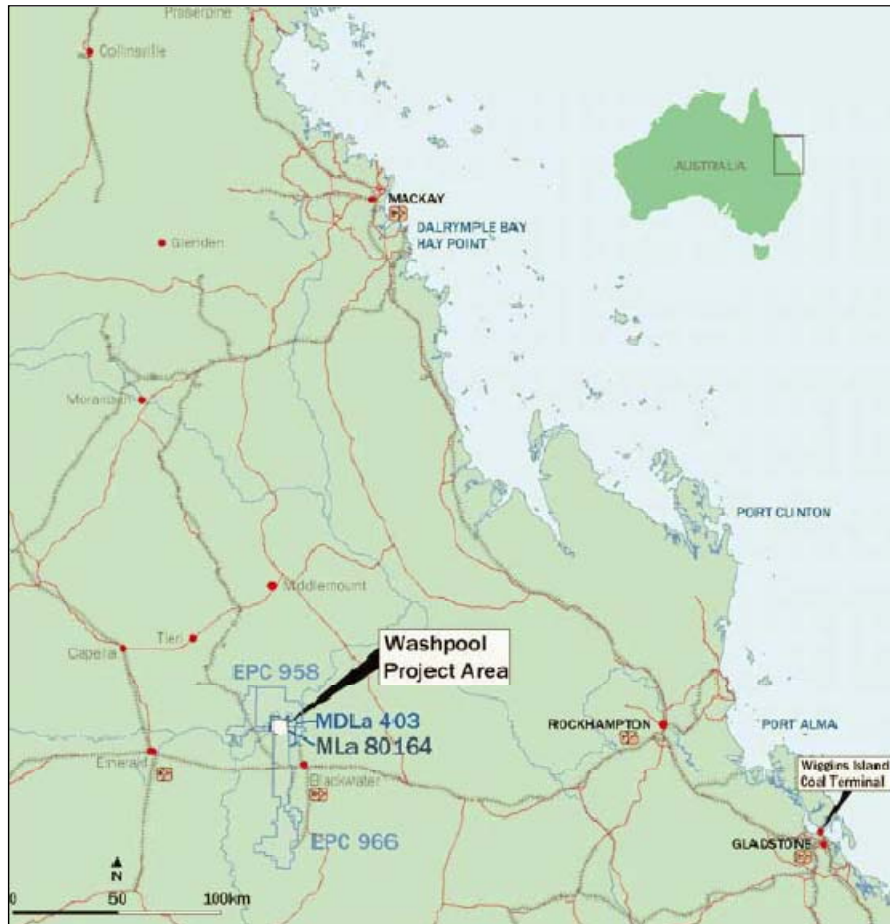 Proserpine
Collinsville
AUSTRALIA
MACKAY
DALRYMPLE BAY
HAY POINT
Glenden
Moranbah
PORT CLINTON
Middlemount
Tieri
Washpool
Project Area
Capella
EPC 958
MDLa 403
MLa 80164
ROCKHAMPTON
PORT ALMA
Emerald
Blackwater
Wiggins Island
Coal Terminal
EPC 966
GLADSTONE
N
0 50 100km